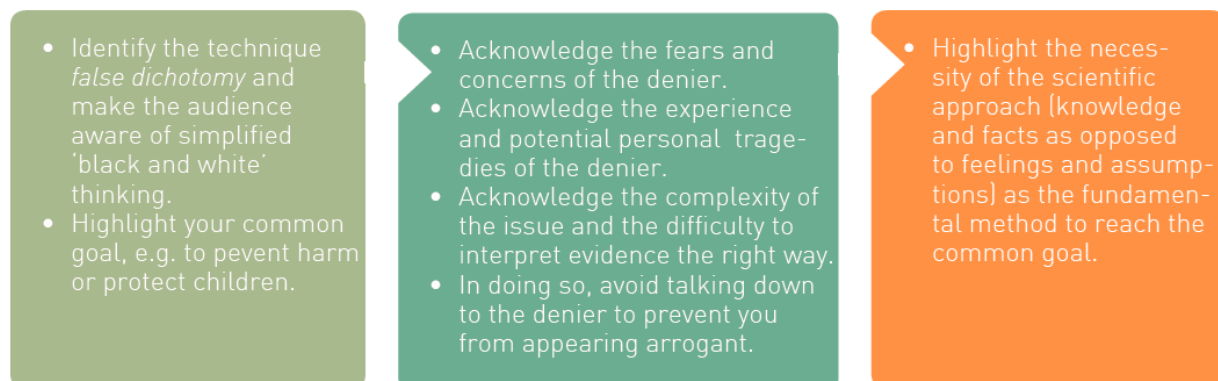 • Identify the technique
false dichotomy and
make the audience
aware of simplified
‘black and white’
thinking.
• Highlight your common
goal, e.g. to pevent harm
or protect children.
• Acknowledge the fears and
concerns of the denier.
• Acknowledge the experience
and potential personal trage-
dies of the denier.
• Acknowledge the complexity of
the issue and the difficulty to
interpret evidence the right way.
• In doing so, avoid talking down
to the denier to prevent you
from appearing arrogant.
• Highlight the neces-
sity of the scientific
approach (knowledge
and facts as opposed
to feelings and assump-
tions) as the fundamen-
tal method to reach the
common goal.